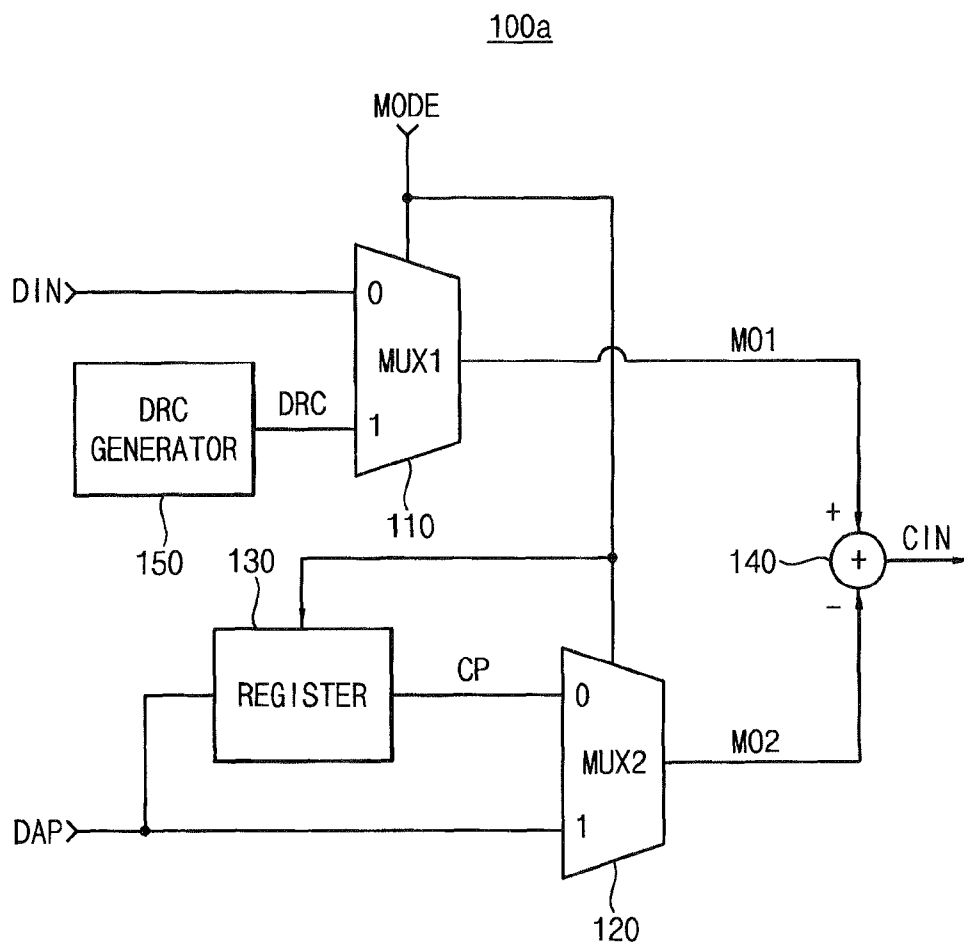 100a
MODE
DIN
0
MUX1
MO1
DRC
GENERATOR
DRC
1
110
150
130
+
140
+
CIN
-
REGISTER
CP
0
MUX2
MO2
DAP
1
120